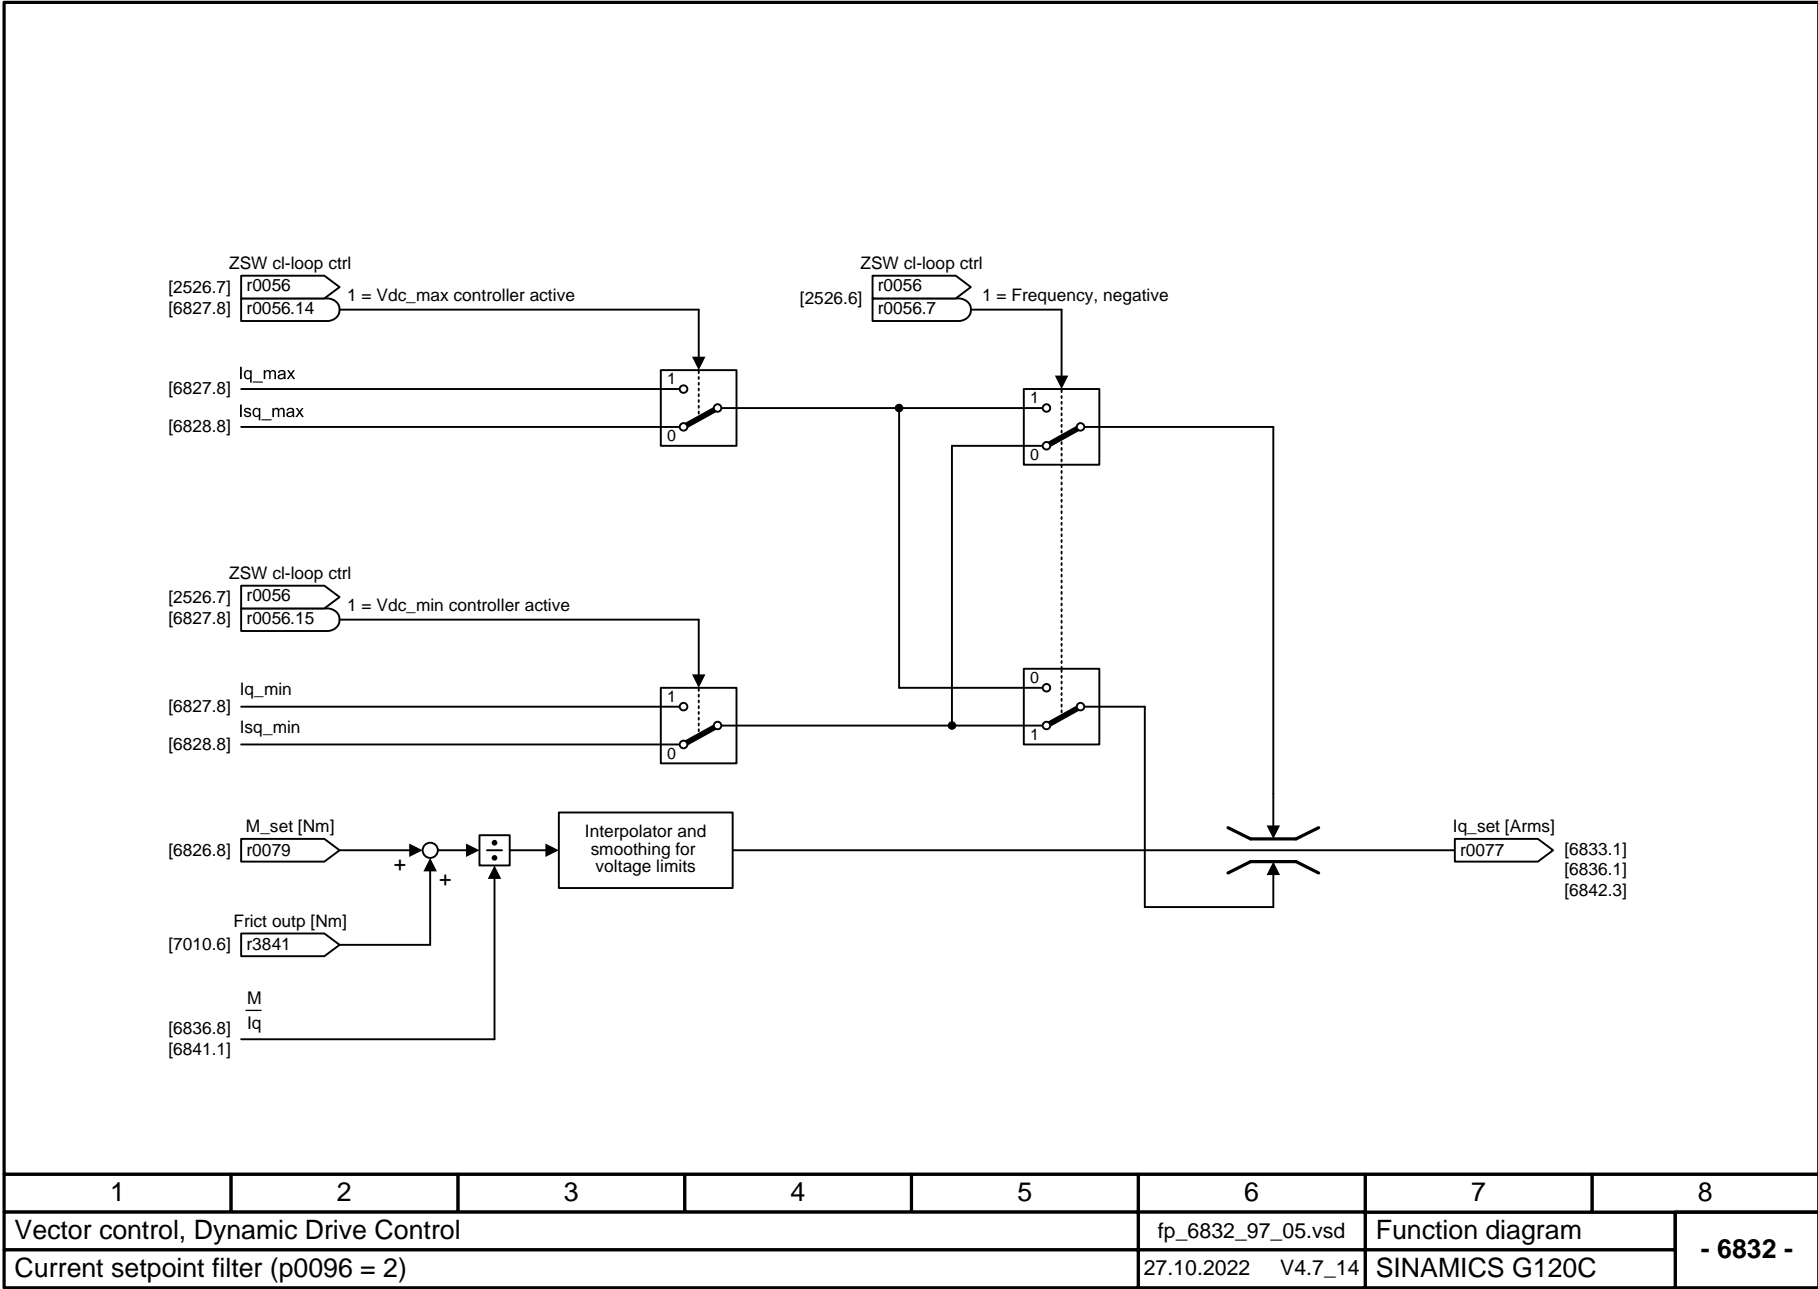 ZSW cl-loop ctrl
[2526.7] r0056
1 = Vdc_max controller active
[6827.8] r0056.14
ZSW cl-loop ctrl
r0056
[2526.6] 1 = Frequency, negative
r0056.7
[6827.8] Iq_max
1
[6828.8] Isq_max
0
1
0
ZSW cl-loop ctrl
[2526.7] r0056
1 = Vdc_min controller active
[6827.8] r0056.15
[6827.8] Iq_min
1
[6828.8] Isq_min
0
0
1
M_set [Nm]
[6826.8] r0079
+
+
÷
Interpolator and
smoothing for
voltage limits
Iq_set [Arms]
r0077 [6833.1]
[6836.1]
[6842.3]
Frict outp [Nm]
[7010.6] r3841
M
Iq
[6836.8]
[6841.1]
1 2 3 4 5 6 7 8
Vector control, Dynamic Drive Control fp_6832_97_05.vsd Function diagram
- 6832 -
Current setpoint filter (p0096 = 2) 27.10.2022 V4.7_14 SINAMICS G120C